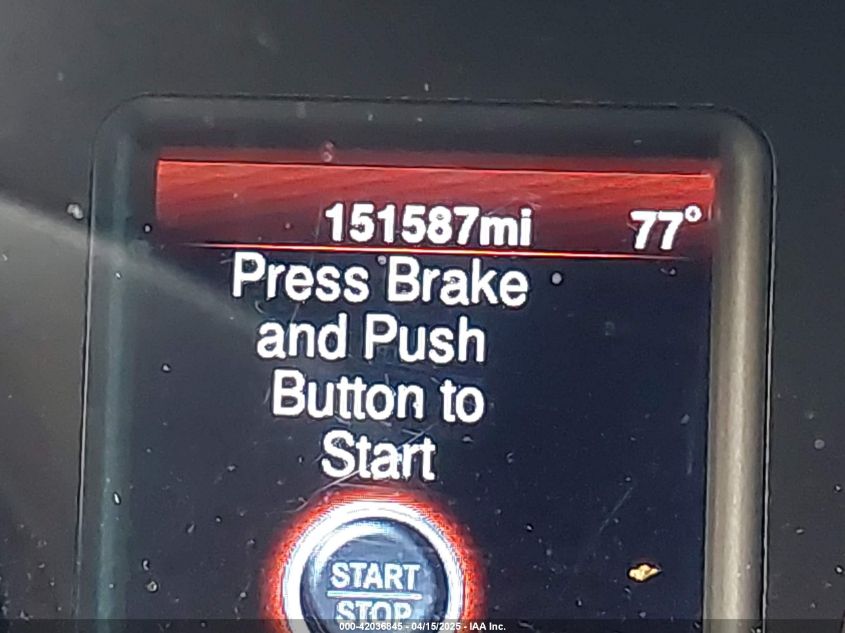 151587mi 77°
Press Brake
and Push
Button to
Start
START
STOP
000-42036845 - 04/15/2025 - IAA Inc.